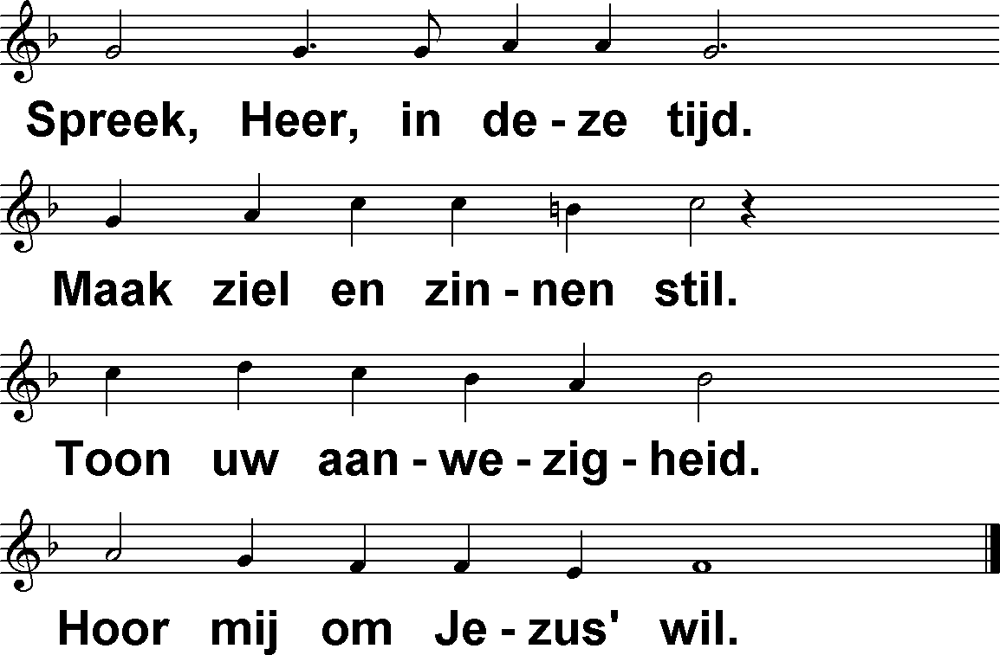 Spreek, Heer, in de - ze tijd.
Maak ziel en zin - nen stil.
Toon uw aan - we - zig - heid.
Hoor mij om Je - zus' wil.